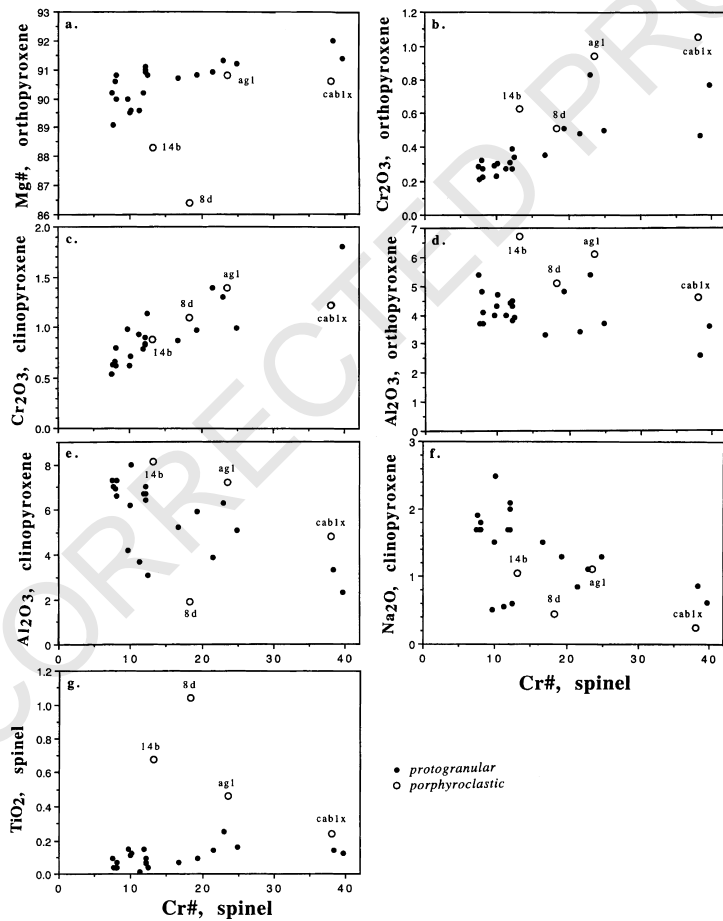 a.
Mg#, orthopyroxene
93
92
91
90
89
88
87
86
14b
8d
ag1
cab1x
b.
Cr2O3, orthopyroxene
1.2
1.0
0.8
0.6
0.4
0.2
0.0
14b
8d
ag1
cab1x
c.
Cr2O3, clinopyroxene
2.0
1.5
1.0
0.5
0.0
14b
8d
ag1
cab1x
d.
Al2O3, orthopyroxene
7
6
5
4
3
2
1
0
14b
8d
ag1
cab1x
e.
Al2O3, clinopyroxene
8
6
4
2
0
14b
8d
ag1
cab1x
f.
Na2O, clinopyroxene
3
2
1
0
14b
8d
ag1
cab1x
0 10 20 30 40
Cr#, spinel
g.
TiO2, spinel
1.2
1.0
0.8
0.6
0.4
0.2
0.0
14b
8d
ag1
cab1x
0 10 20 30 40
Cr#, spinel
protogranular
porphyroclastic
CORRECTED PRO